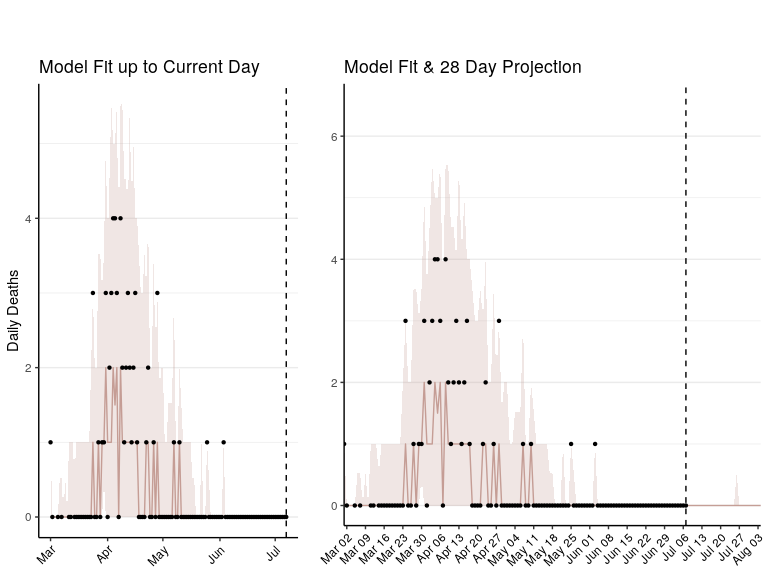 Model Fit up to Current Day
Daily Deaths
4
2
0
Mar
Apr
May
Jun
Jul
Model Fit & 28 Day Projection
6
4
2
0
Mar 02
Mar 09
Mar 16
Mar 23
Mar 30
Apr 06
Apr 13
Apr 20
Apr 27
May 04
May 11
May 18
May 25
Jun 01
Jun 08
Jun 15
Jun 22
Jun 29
Jul 06
Jul 13
Jul 20
Jul 27
Aug 03